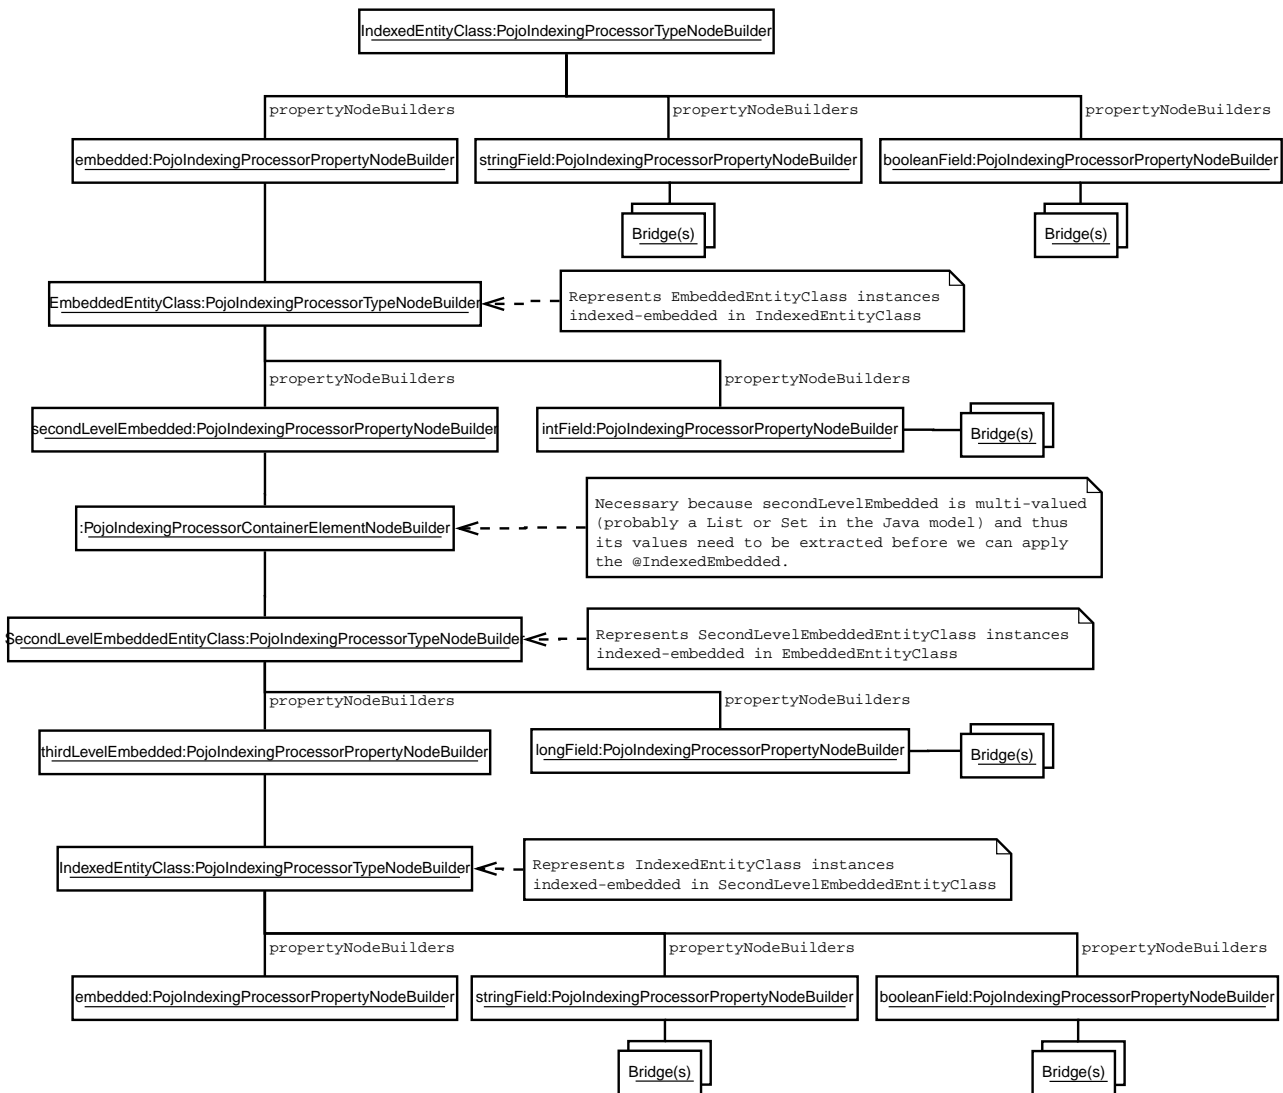 IndexedEntityClass:PojoIndexingProcessorTypeNodeBuilder
propertyNodeBuilders
propertyNodeBuilders
propertyNodeBuilders
embedded:PojoIndexingProcessorPropertyNodeBuilder
stringField:PojoIndexingProcessorPropertyNodeBuilder
booleanField:PojoIndexingProcessorPropertyNodeBuilder
Bridge(s)
Bridge(s)
EmbeddedEntityClass:PojoIndexingProcessorTypeNodeBuilder
Represents EmbeddedEntityClass instances
indexed-embedded in IndexedEntityClass
propertyNodeBuilders
propertyNodeBuilders
secondLevelEmbedded:PojoIndexingProcessorPropertyNodeBuilder
intField:PojoIndexingProcessorPropertyNodeBuilder
Bridge(s)
:PojoIndexingProcessorContainerElementNodeBuilder
Necessary because secondLevelEmbedded is multi-valued
(probably a List or Set in the Java model) and thus
its values need to be extracted before we can apply
the @IndexedEmbedded.
SecondLevelEmbeddedEntityClass:PojoIndexingProcessorTypeNodeBuilder
Represents SecondLevelEmbeddedEntityClass instances
indexed-embedded in EmbeddedEntityClass
propertyNodeBuilders
propertyNodeBuilders
thirdLevelEmbedded:PojoIndexingProcessorPropertyNodeBuilder
longField:PojoIndexingProcessorPropertyNodeBuilder
Bridge(s)
IndexedEntityClass:PojoIndexingProcessorTypeNodeBuilder
Represents IndexedEntityClass instances
indexed-embedded in SecondLevelEmbeddedEntityClass
propertyNodeBuilders
propertyNodeBuilders
propertyNodeBuilders
embedded:PojoIndexingProcessorPropertyNodeBuilder
stringField:PojoIndexingProcessorPropertyNodeBuilder
booleanField:PojoIndexingProcessorPropertyNodeBuilder
Bridge(s)
Bridge(s)